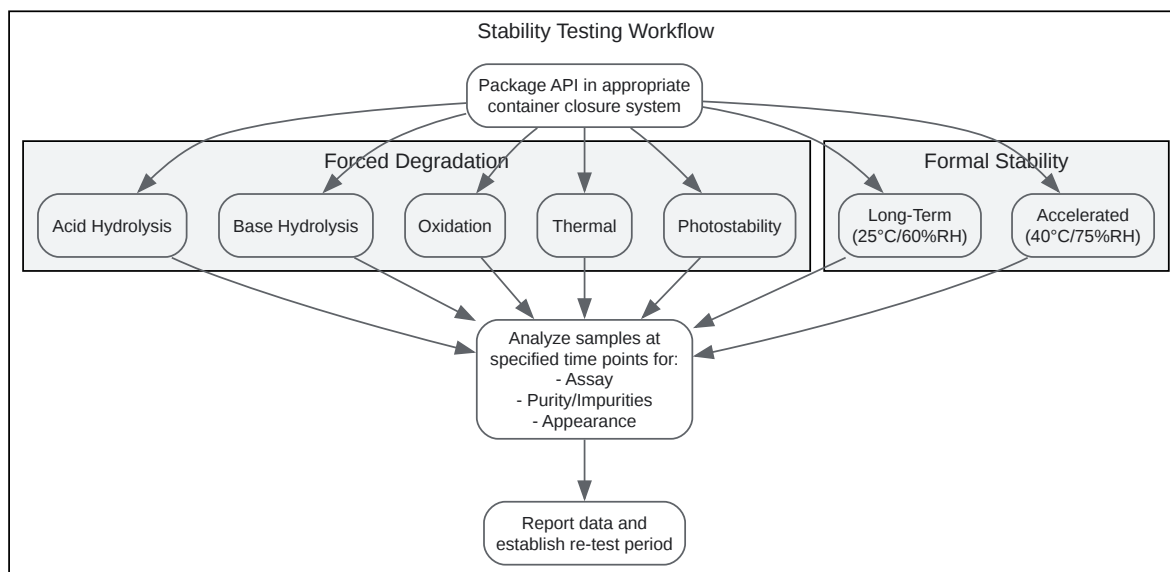 Stability Testing Workflow
Package API in appropriate
container closure system
Forced Degradation
Formal Stability
Acid Hydrolysis
Base Hydrolysis
Oxidation
Thermal
Photostability
Long-Term
(25°C/60%RH)
Accelerated
(40°C/75%RH)
Analyze samples at
specified time points for:
- Assay
- Purity/Impurities
- Appearance
Report data and
establish re-test period